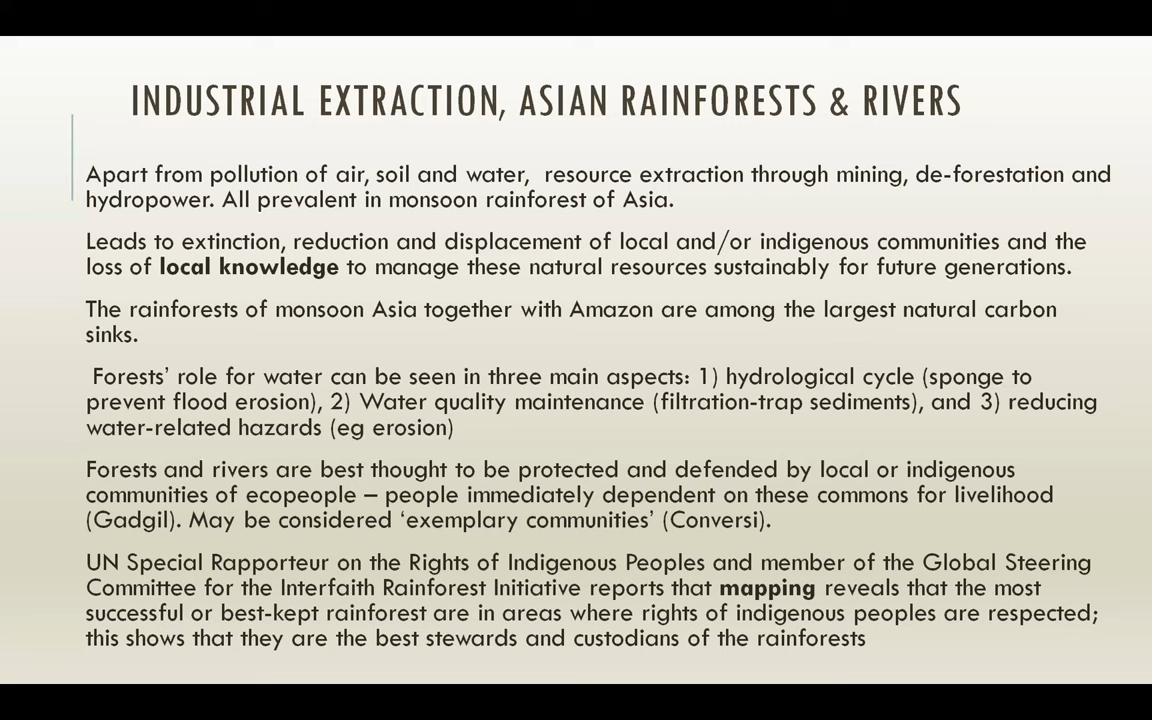 INDUSTRIAL EXTRACTION, ASIAN RAINFORESTS & RIVERS
Apart from pollution of air, soil and water,  resource extraction through mining, de-forestation and
hydropower. All prevalent in monsoon rainforest of Asia.
Leads to extinction, reduction and displacement of local and/or indigenous communities and the
loss of local knowledge to manage these natural resources sustainably for future generations.
The rainforests of monsoon Asia together with Amazon are among the largest natural carbon
sinks.
Forests’ role for water can be seen in three main aspects: 1) hydrological cycle (sponge to
prevent flood erosion), 2) Water quality maintenance (filtration-trap sediments), and 3) reducing
water-related hazards (eg erosion)
Forests and rivers are best thought to be protected and defended by local or indigenous
communities of ecopeople – people immediately dependent on these commons for livelihood
(Gadgil). May be considered ‘exemplary communities’ (Conversi).
UN Special Rapporteur on the Rights of Indigenous Peoples and member of the Global Steering
Committee for the Interfaith Rainforest Initiative reports that mapping reveals that the most
successful or best-kept rainforest are in areas where rights of indigenous peoples are respected;
this shows that they are the best stewards and custodians of the rainforests